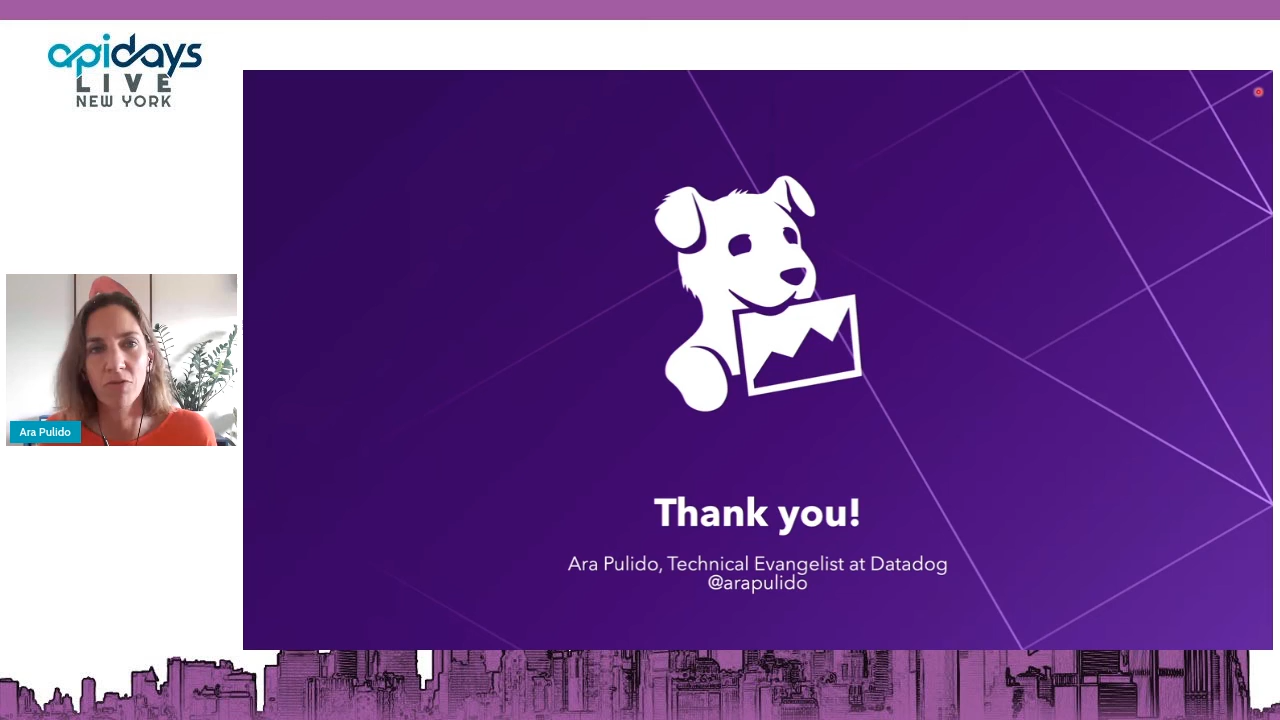 apidays
LIVE
NEW YORK
Ara Pulido
Thank you!
Ara Pulido, Technical Evangelist at Datadog
@arapulido